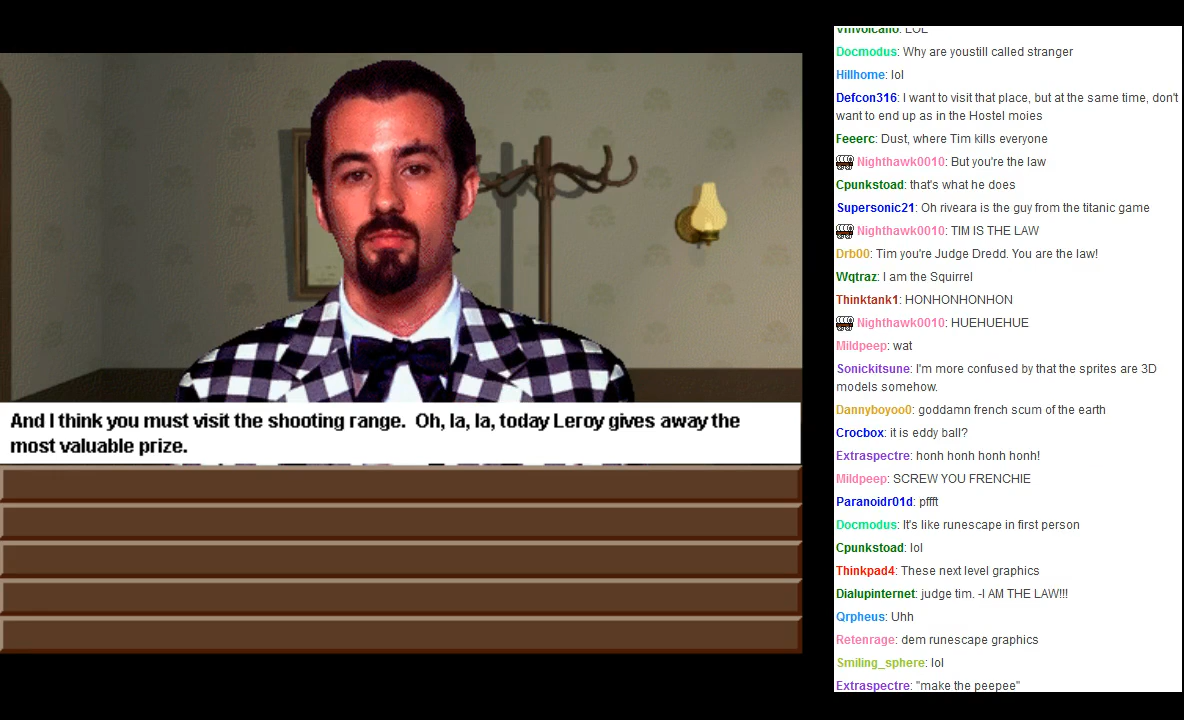 And I think you must visit the shooting range.  Oh, la, la, today Leroy gives away the
most valuable prize.
Vmvolcano: LOL
Docmodus: Why are youstill called stranger
Hillhome: lol
Defcon316: I want to visit that place, but at the same time, don't
want to end up as in the Hostel moies
Feeerc: Dust, where Tim kills everyone
Nighthawk0010: But you're the law
Cpunkstoad: that's what he does
Supersonic21: Oh riveara is the guy from the titanic game
Nighthawk0010: TIM IS THE LAW
Drb00: Tim you're Judge Dredd. You are the law!
Wqtraz: I am the Squirrel
Thinktank1: HONHONHONHON
Nighthawk0010: HUEHUEHUE
Mildpeep: wat
Sonickitsune: I'm more confused by that the sprites are 3D
models somehow.
Dannyboyoo0: goddamn french scum of the earth
Crocbox: it is eddy ball?
Extraspectre: honh honh honh honh!
Mildpeep: SCREW YOU FRENCHIE
Paranoidr01d: pffft
Docmodus: It's like runescape in first person
Cpunkstoad: lol
Thinkpad4: These next level graphics
Dialupinternet: judge tim. -I AM THE LAW!!!
Qrpheus: Uhh
Retenrage: dem runescape graphics
Smiling_sphere: lol
Extraspectre: "make the peepee"